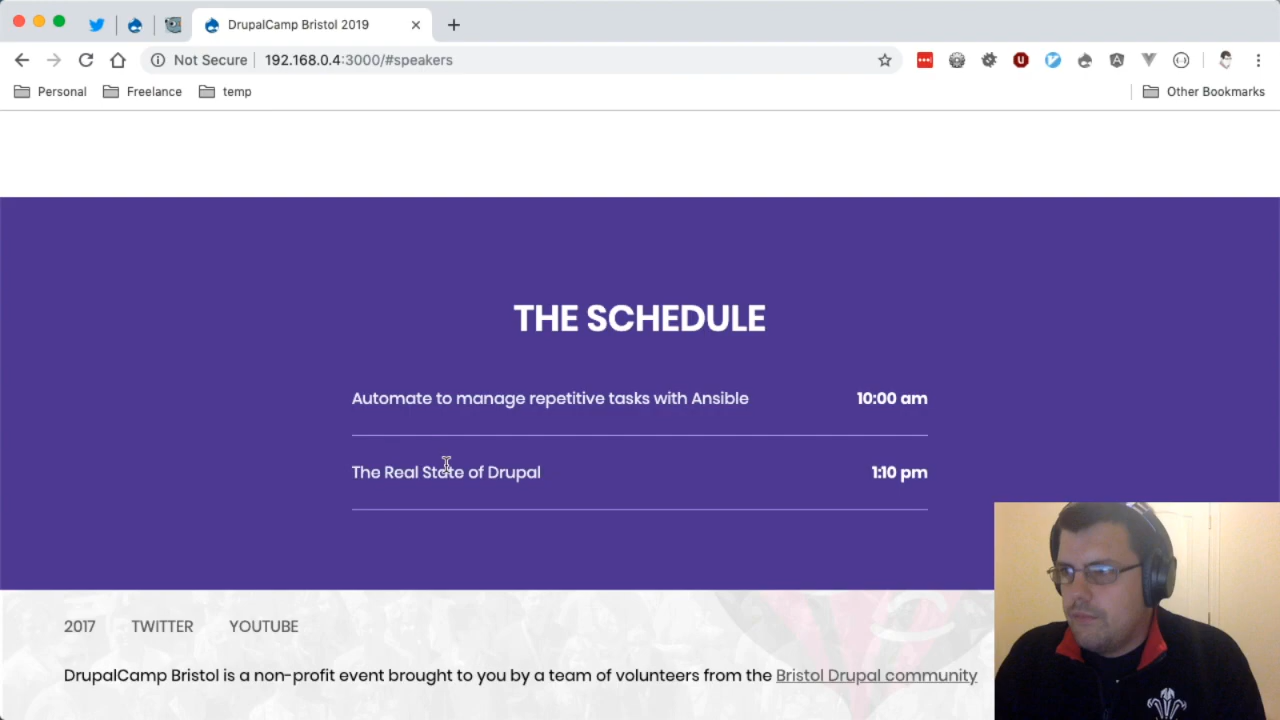 DrupalCamp Bristol 2019
Not Secure
192.168.0.4:3000/#speakers
Personal
Freelance
temp
Other Bookmarks
THE SCHEDULE
Automate to manage repetitive tasks with Ansible 10:00 am
The Real State of Drupal 1:10 pm
2017 TWITTER YOUTUBE
DrupalCamp Bristol is a non-profit event brought to you by a team of volunteers from the Bristol Drupal community